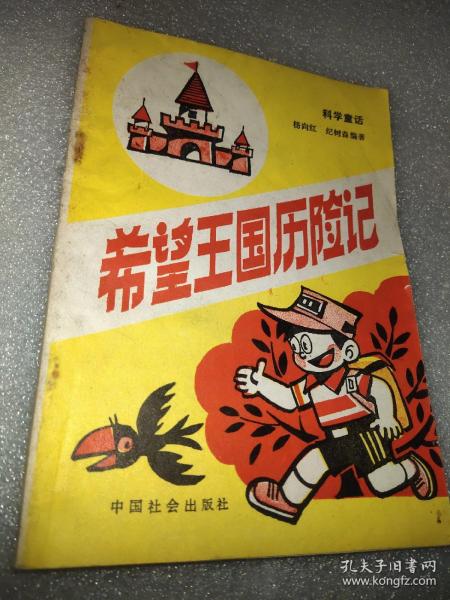 科学童话
杨向红 纪树森编著
希望王国历险记
中国社会出版社
孔夫子旧书网
www.kongfz.com